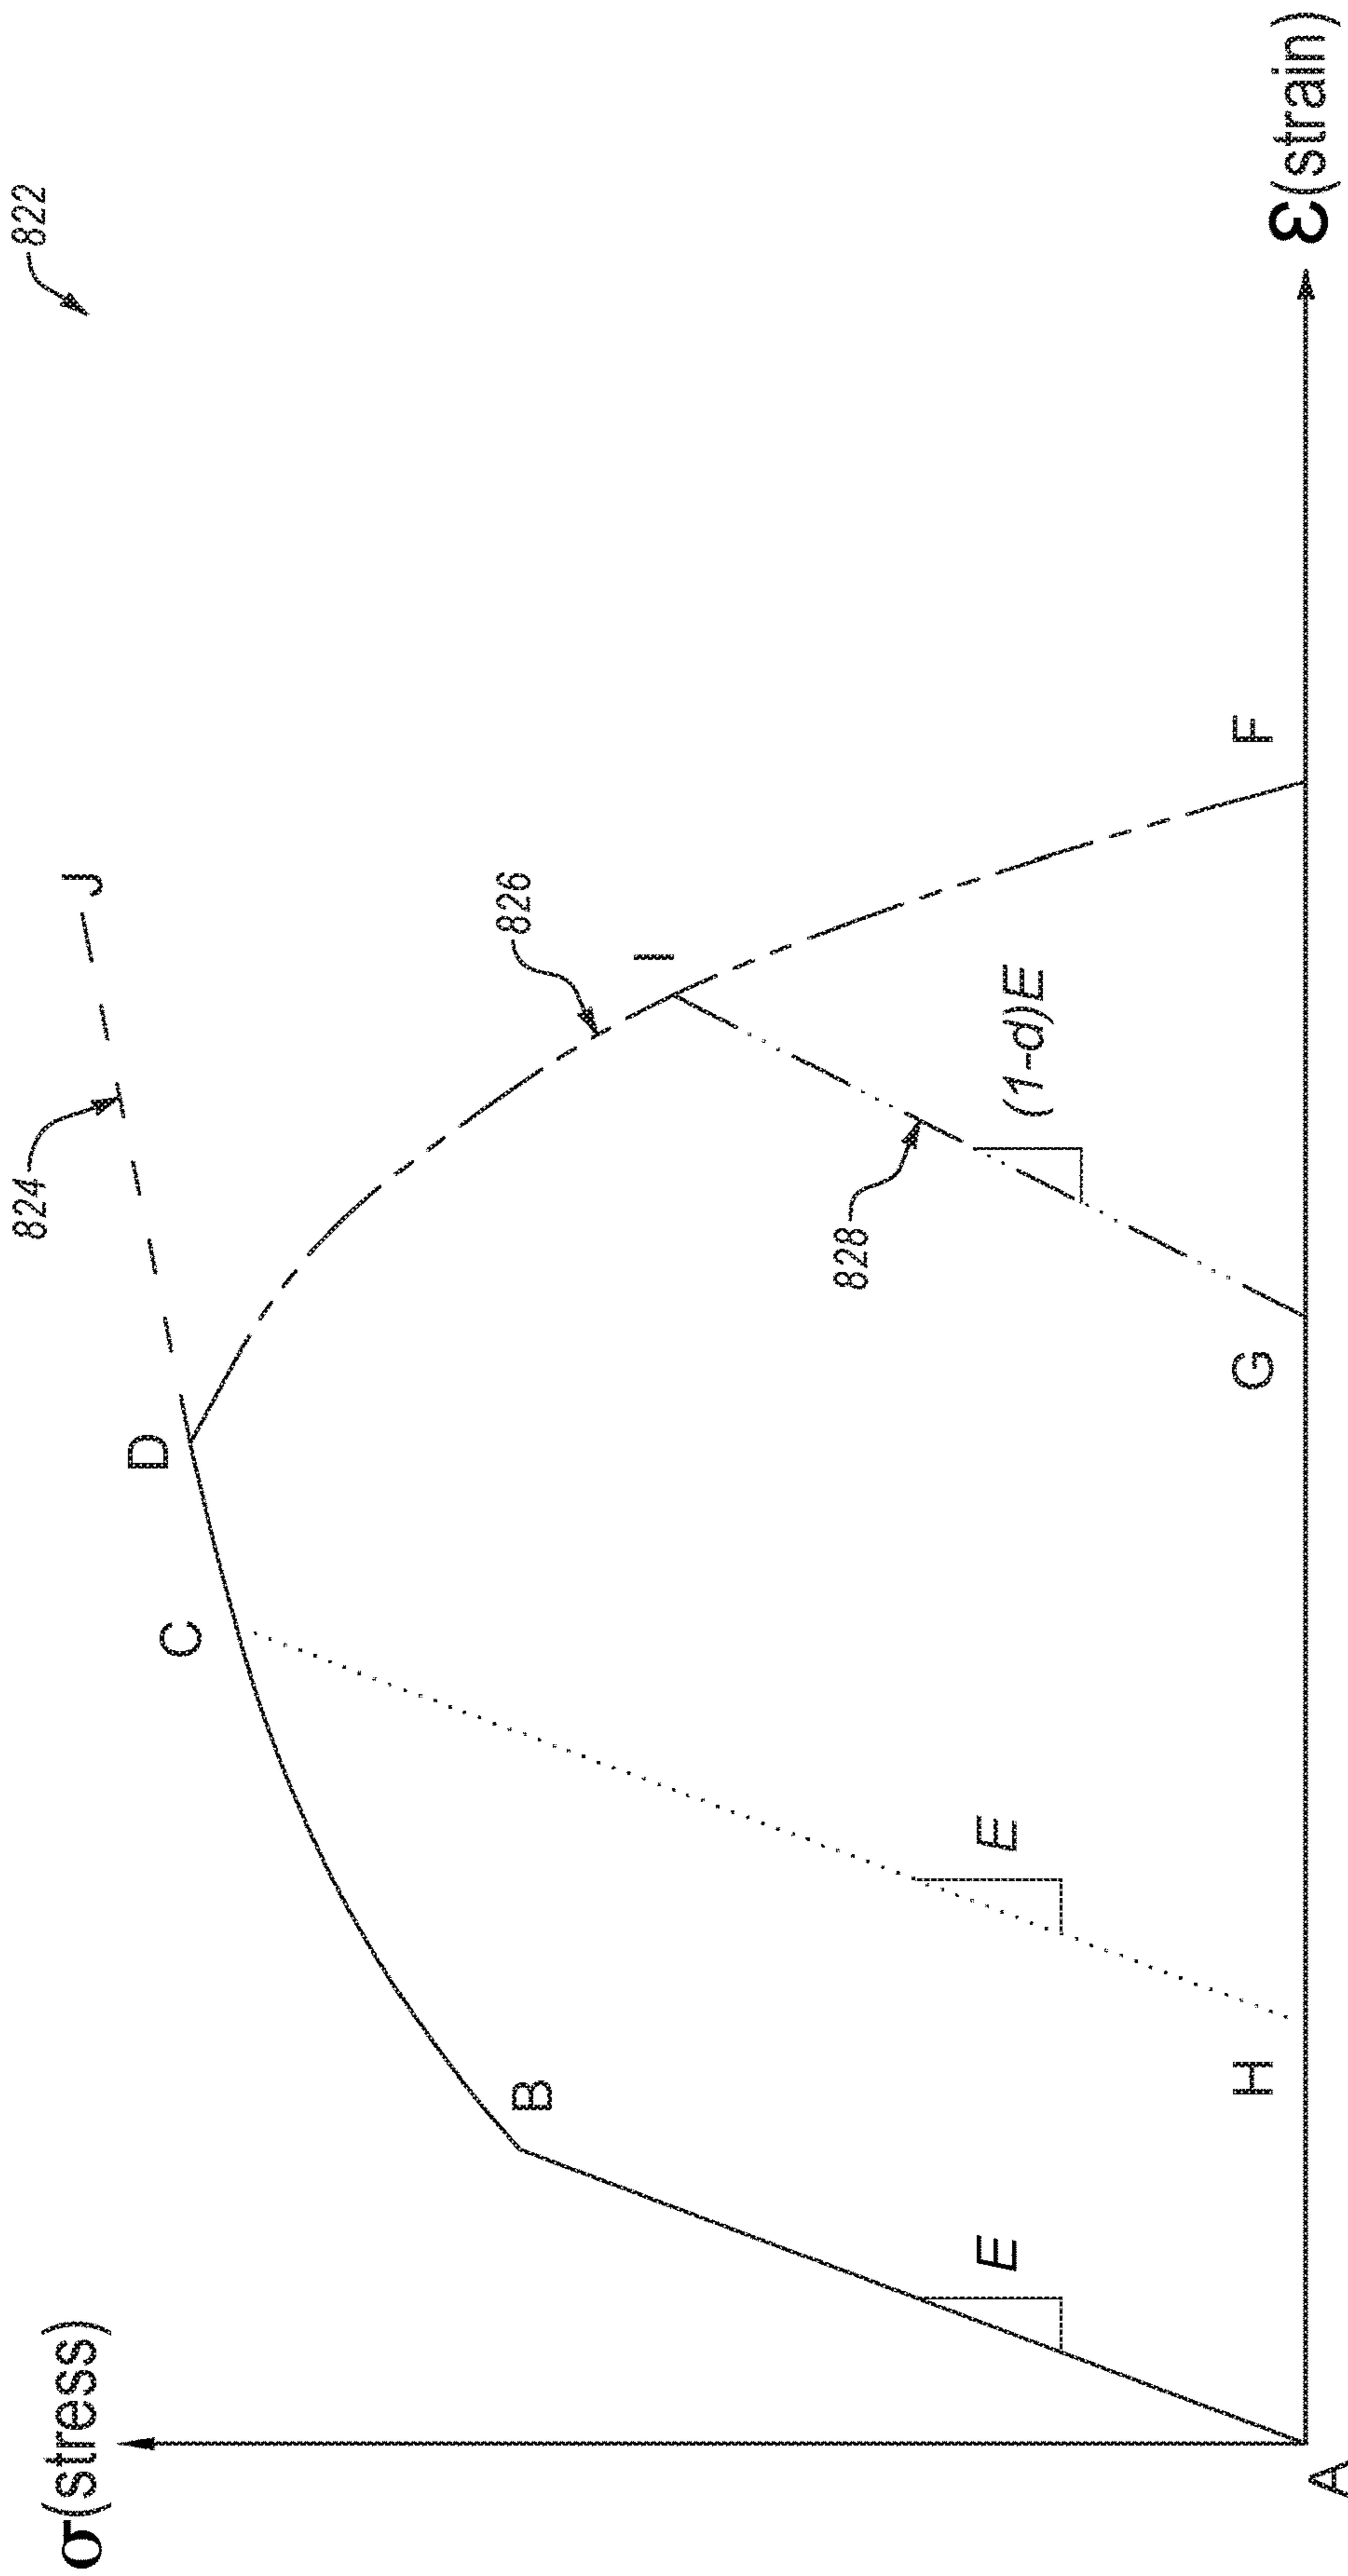 822
σ(stress)
824
J
D
C
826
B
I
828
E
E
(1-d)E
H
G
F
A
ε(strain)